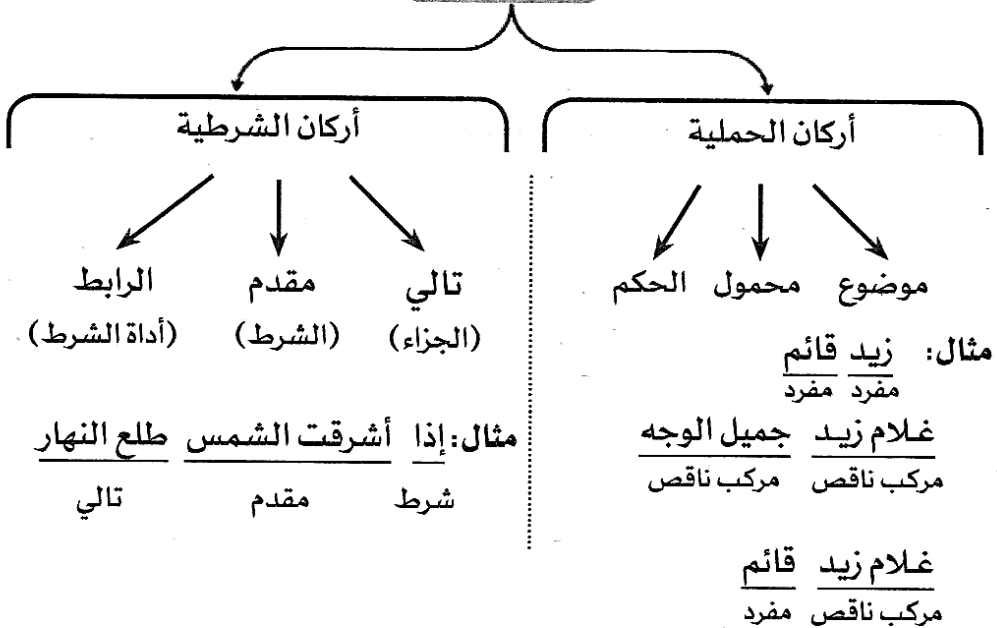 أركان الحملية
موضوع محمول الحكم
مثال: زيد قائم
مفرد مفرد
غلام زيد جميل الوجه
مركب ناقص مركب ناقص
غلام زيد قائم
مركب ناقص مفرد
أركان الشرطية
تالي مقدم الرابط
(الجزاء) (الشرط) (أداة الشرط)
مثال: إذا أشرقت الشمس طلع النهار
شرط مقدم تالي